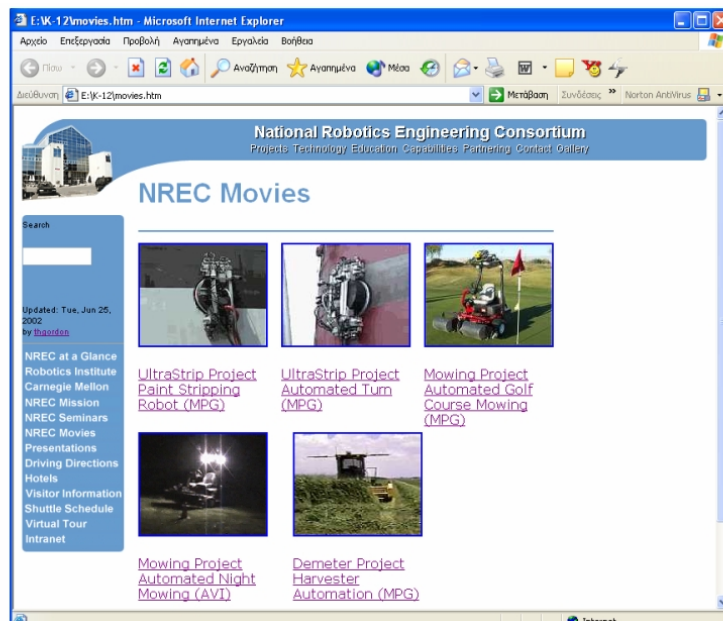 E:\K-12\movies.htm - Microsoft Internet Explorer
Αρχείο Επεξεργασία Προβολή Αγαπημένα Εργαλεία Βοήθεια
Πίσω Αναζήτηση Αγαπημένα Μέσα
Διεύθυνση E:\K-12\movies.htm Μετάβαση Συνδέσεις » Norton AntiVirus
National Robotics Engineering Consortium
Projects Technology Education Capabilities Partnering Contact Gallery
NREC Movies
Search
Updated: Tue, Jun 25,
2002
by thgordon
NREC at a Glance
Robotics Institute
Carnegie Mellon
NREC Mission
NREC Seminars
NREC Movies
Presentations
Driving Directions
Hotels
Visitor Information
Shuttle Schedule
Virtual Tour
Intranet
UltraStrip Project
Paint Stripping
Robot (MPG)
UltraStrip Project
Automated Turn
(MPG)
Mowing Project
Automated Golf
Course Mowing
(MPG)
Mowing Project
Automated Night
Mowing (AVI)
Demeter Project
Harvester
Automation (MPG)
Internet